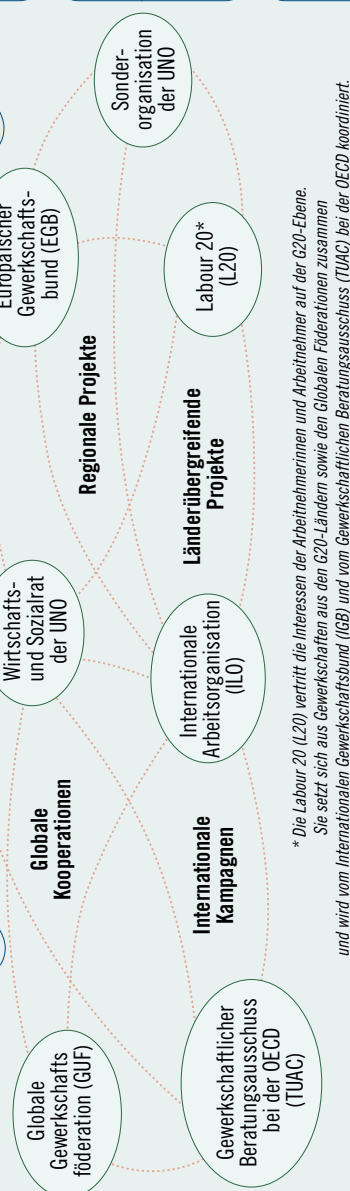 Europäischer
Gewerkschafts-
bund (EGB)
Wirtschafts-
und Sozialrat
der UNO
Globale
Gewerkschafts
föderation (GUF)
Sonder-
organisation
der UNO
Globale
Kooperationen
Regionale Projekte
Gewerkschaftlicher
Beratungsausschuss
bei der OECD
(TUAC)
Internationale
Kampagnen
Internationale
Arbeitsorganisation
(ILO)
Länderübergreifende
Projekte
Labour 20*
(L20)
* Die Labour 20 (L20) vertritt die Interessen der Arbeitnehmerinnen und Arbeitnehmer auf der G20-Ebene.
Sie setzt sich aus Gewerkschaften aus den G20-Ländern sowie den Globalen Föderationen zusammen
und wird vom Internationalen Gewerkschaftsbund (IGB) und vom Gewerkschaftlichen Beratungsausschuss (TUAC) bei der OECD koordiniert.